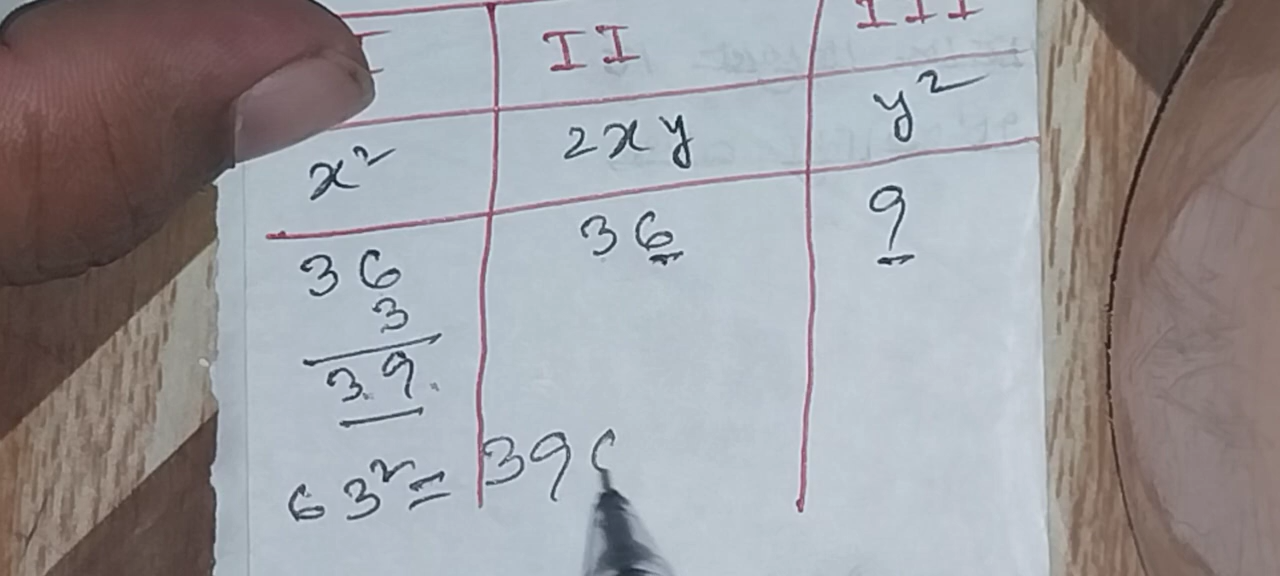 I II III
x² 2xy y²
36 36 9
3
39
63² = 39